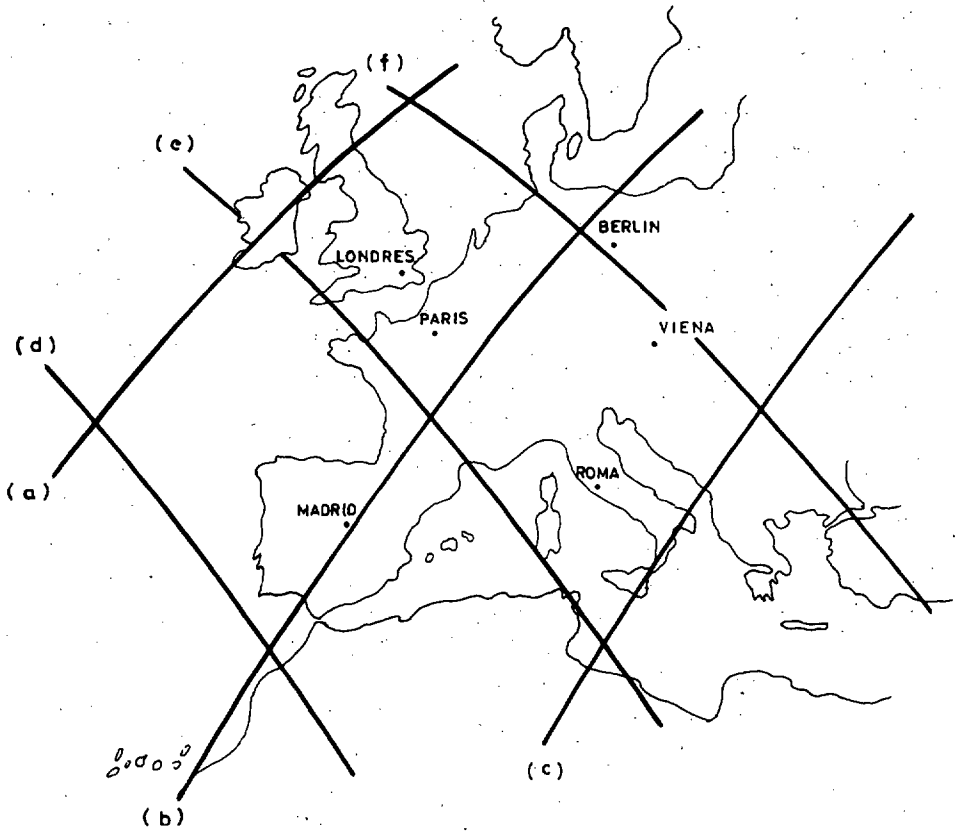 (f)
(e)
BERLIN
LONDRES
PARIS
VIENA
(d)
ROMA
(a)
MADRID
(c)
(b)